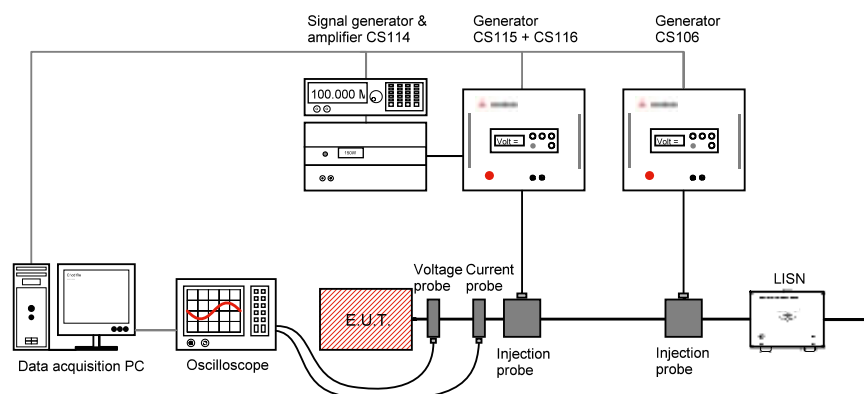 Signal generator &
amplifier CS114
Generator
CS115 + CS116
Generator
CS106
100.000 M
150W
Volt =
Volt =
Voltage
probe
Current
probe
LISN
E.U.T.
Injection
probe
Injection
probe
Data acquisition PC
Oscilloscope